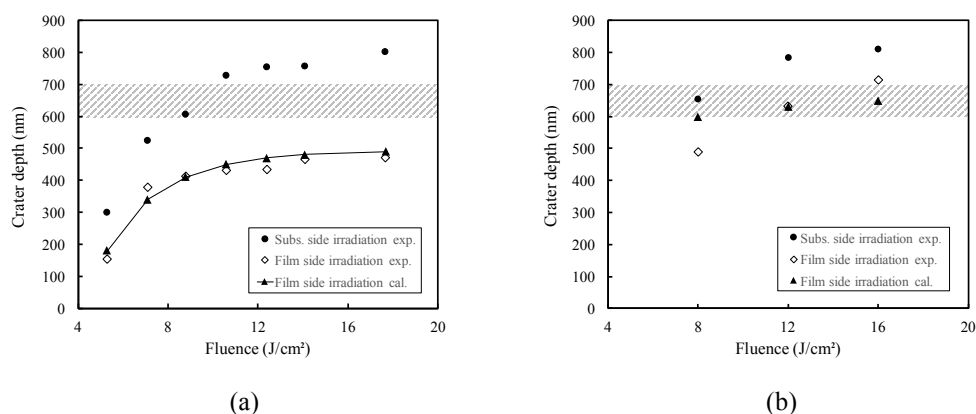 900
800
700
600
500
400
300
200
100
0
4
8
12
16
20
Crater depth (nm)
Fluence (J/cm²)
Subs. side irradiation exp.
Film side irradiation exp.
Film side irradiation cal.
(a)
900
800
700
600
500
400
300
200
100
0
4
8
12
16
20
Crater depth (nm)
Fluence (J/cm²)
Subs. side irradiation exp.
Film side irradiation exp.
Film side irradiation cal.
(b)